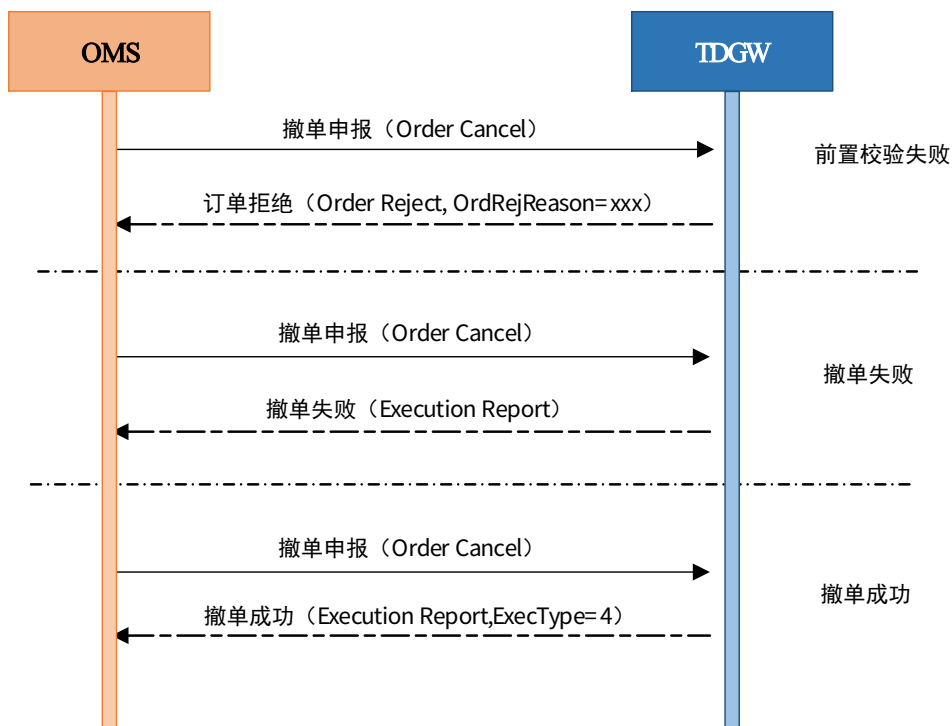 OMS
TDGW
撤单申报（Order Cancel）
前置校验失败
订单拒绝（Order Reject, OrdRejReason=xxx）
撤单申报（Order Cancel）
撤单失败
撤单失败（Execution Report）
撤单申报（Order Cancel）
撤单成功
撤单成功（Execution Report,ExecType=4）